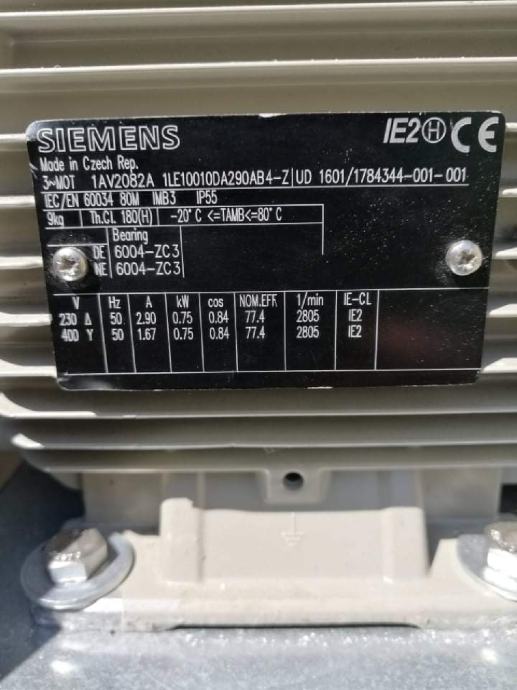 SIEMENS IE2 H CE
Made in Czech Rep.
3~MOT 1AV2082A 1LE10010DA290AB4-Z UD 1601/1784344-001-001
IEC/EN 60034 80M IMB3 IP55
9kg Th.CL 180(H) -20°C <=TAMB<=80°C
Bearing
DE 6004-ZC3
NE 6004-ZC3
V Hz A kW cos NOM.EFF 1/min IE-CL
230 Δ 50 2.90 0.75 0.84 77.4 2805 IE2
400 Y 50 1.67 0.75 0.84 77.4 2805 IE2